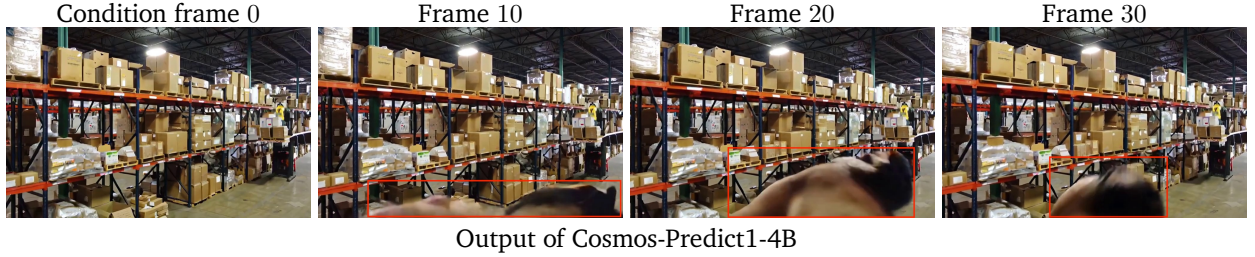 Condition frame 0
Frame 10
Frame 20
Frame 30
Output of Cosmos-Predict1-4B